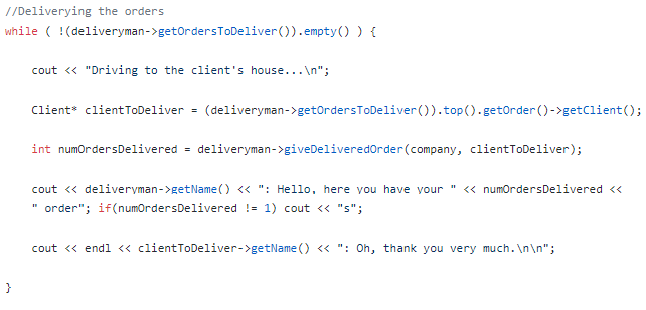 //Deliverying the orders
while ( !(deliveryman->getOrdersToDeliver()).empty() ) {
cout << "Driving to the client's house...\n";
Client* clientToDeliver = (deliveryman->getOrdersToDeliver()).top().getOrder()->getClient();
int numOrdersDelivered = deliveryman->giveDeliveredOrder(company, clientToDeliver);
cout << deliveryman->getName() << ": Hello, here you have your " << numOrdersDelivered <<
" order"; if(numOrdersDelivered != 1) cout << "s";
cout << endl << clientToDeliver->getName() << ": Oh, thank you very much.\n\n";
}